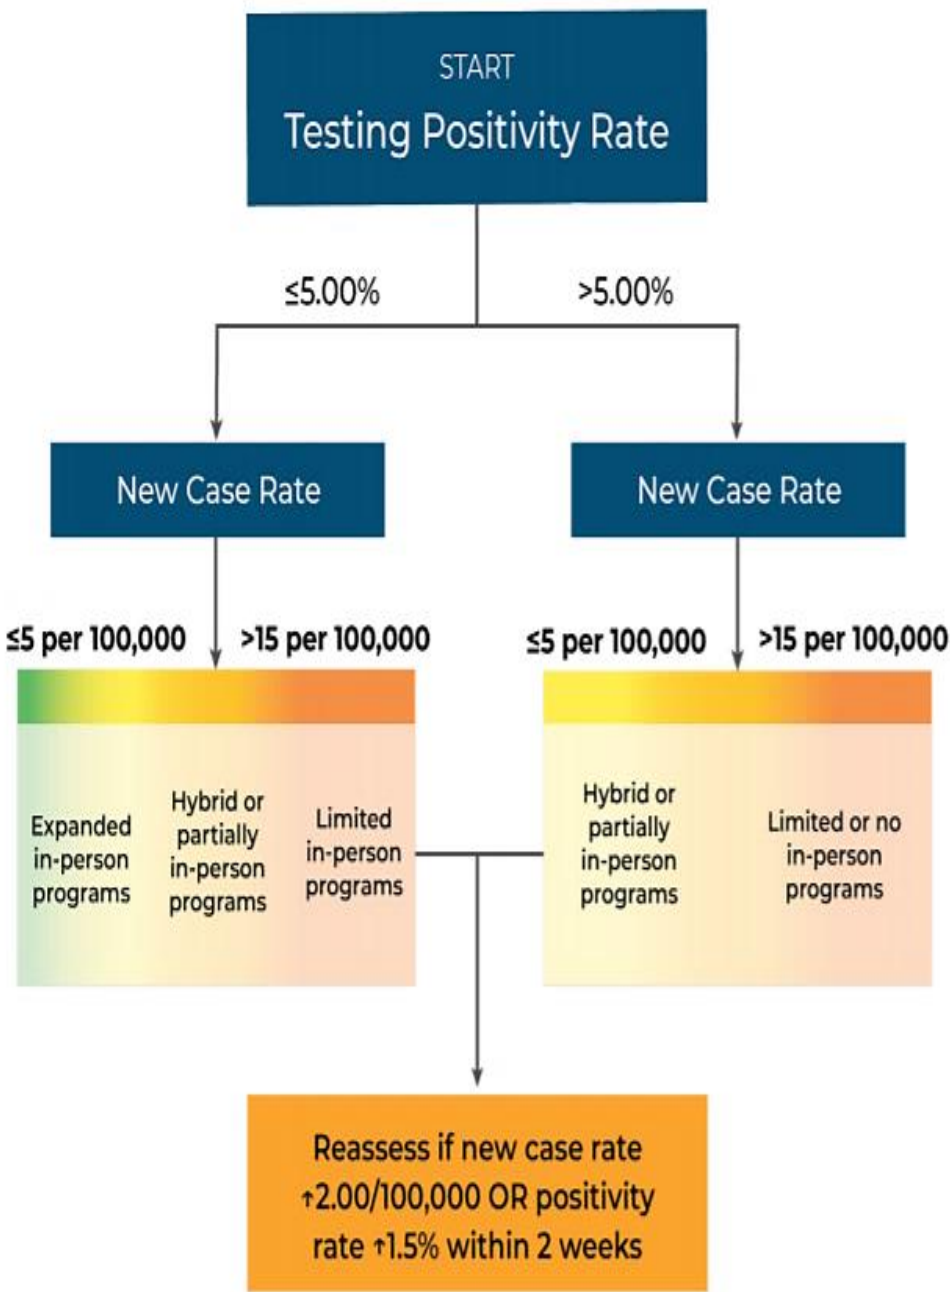 START
Testing Positivity Rate
≤5.00%
>5.00%
New Case Rate
New Case Rate
≤5 per 100,000
>15 per 100,000
≤5 per 100,000
>15 per 100,000
Expanded
in-person
programs
Hybrid or
partially
in-person
programs
Limited
in-person
programs
Hybrid or
partially
in-person
programs
Limited or no
in-person
programs
Reassess if new case rate
↑2.00/100,000 OR positivity
rate ↑1.5% within 2 weeks